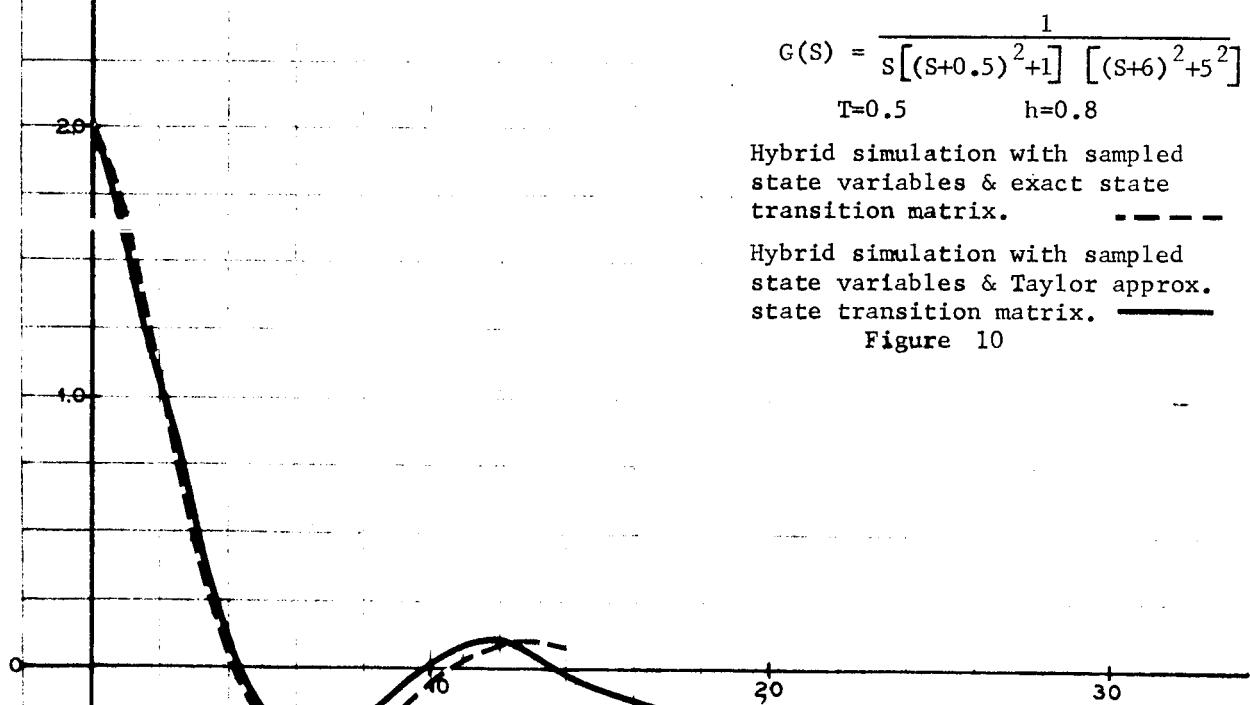 G(S) = 1 / S[(S+0.5)²+1] [(S+6)²+5²]
T=0.5 h=0.8
Hybrid simulation with sampled
state variables & exact state
transition matrix.
Hybrid simulation with sampled
state variables & Taylor approx.
state transition matrix.
Figure 10
2.0
1.0
0
10
20
30